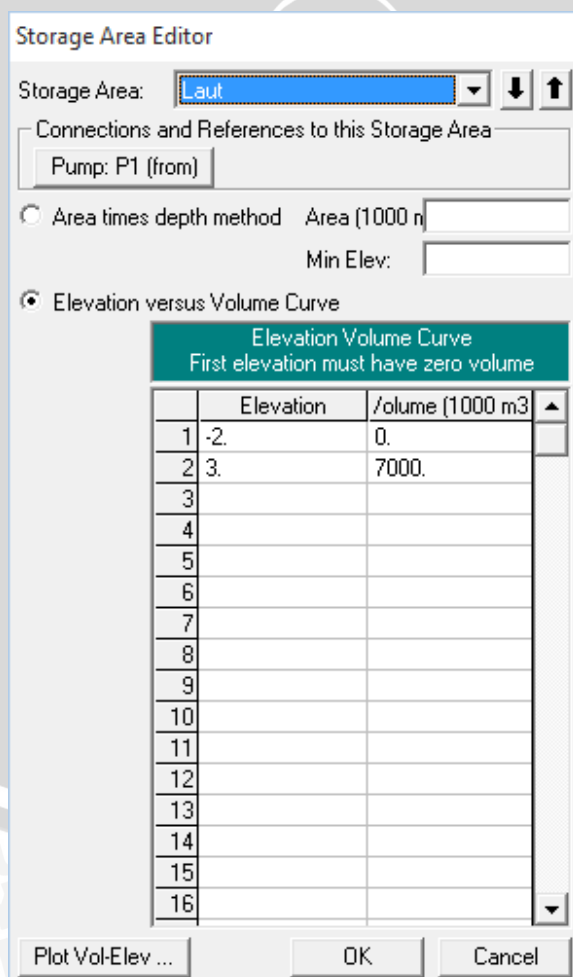 Storage Area Editor
Storage Area: Laut
Connections and References to this Storage Area
Pump: P1 (from)
Area times depth method Area (1000 m
Min Elev:
Elevation versus Volume Curve
Elevation Volume Curve
First elevation must have zero volume
Elevation /olume (1000 m3
1 -2. 0.
2 3. 7000.
3
4
5
6
7
8
9
10
11
12
13
14
15
16
Plot Vol-Elev ... OK Cancel